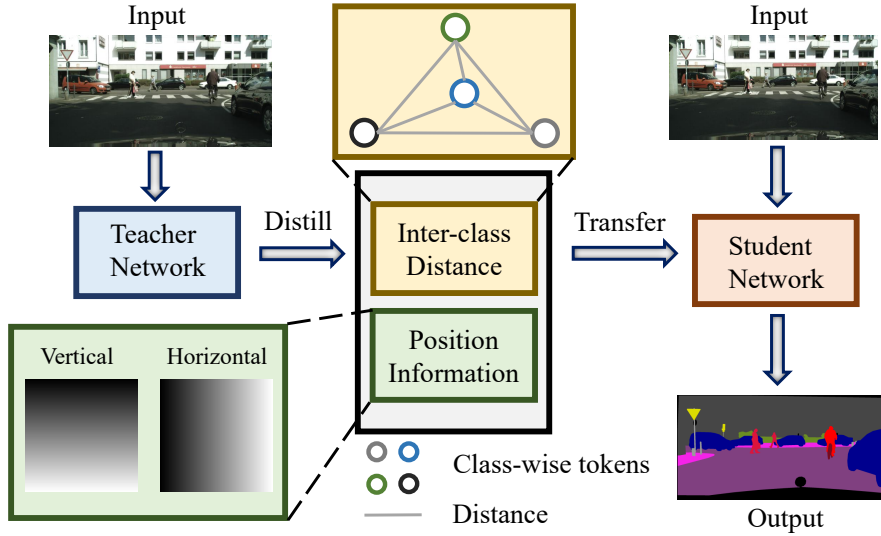 Input
Input
Teacher
Network
Distill
Inter-class
Distance
Transfer
Student
Network
Vertical
Horizontal
Position
Information
Class-wise tokens
Distance
Output